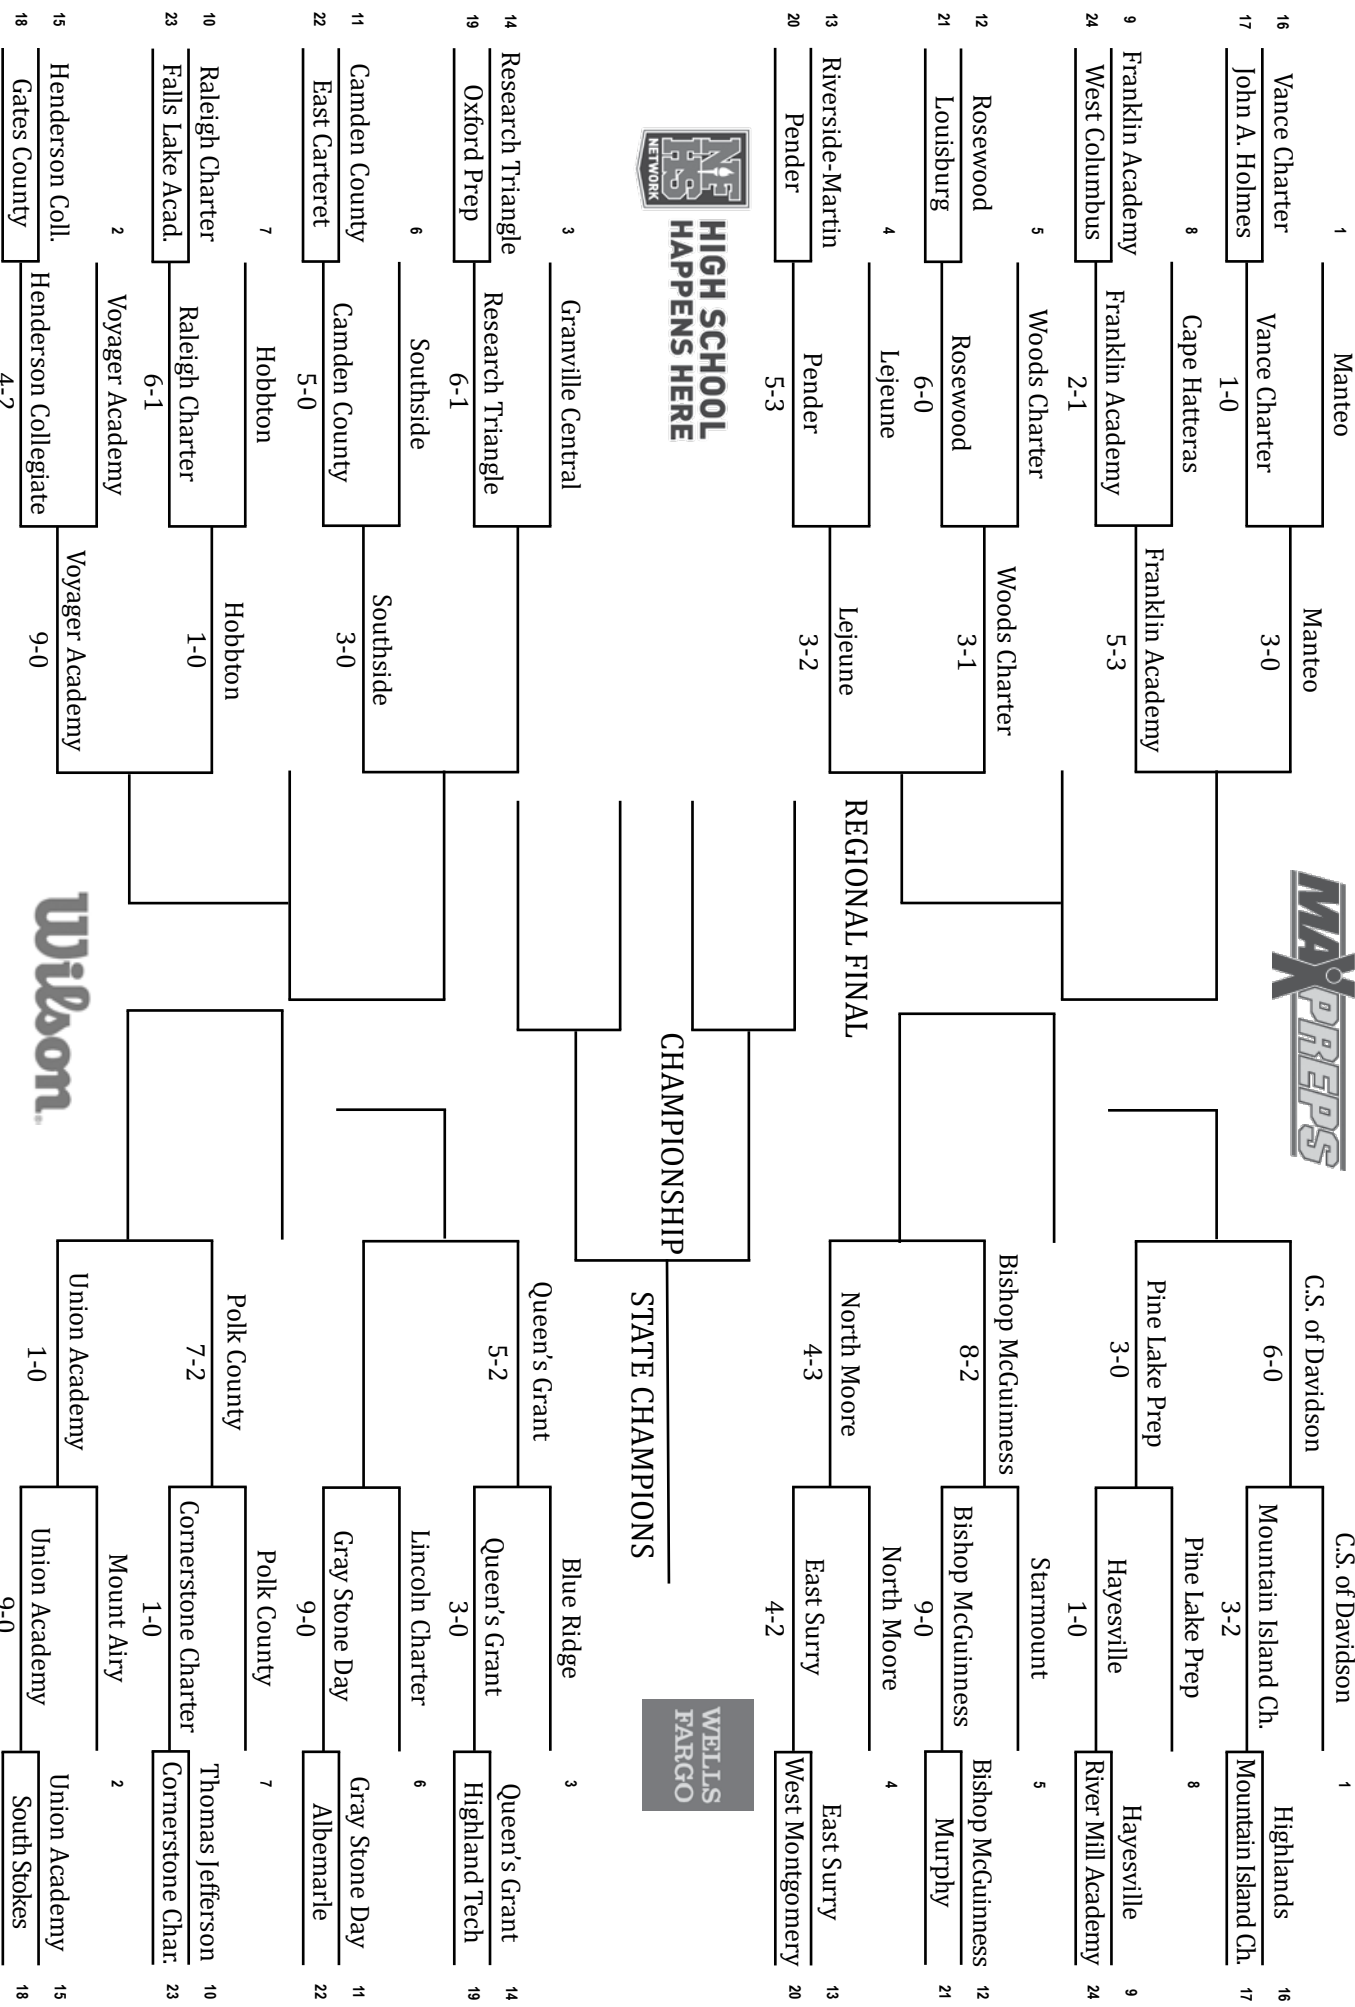 1
Manteo
16
Vance Charter
17
John A. Holmes
Vance Charter
1-0
Manteo
3-0
8
Cape Hatteras
9
Franklin Academy
24
West Columbus
Franklin Academy
2-1
Franklin Academy
5-3
5
Woods Charter
12
Rosewood
21
Louisburg
Rosewood
6-0
Woods Charter
3-1
4
Lejeune
13
Riverside-Martin
20
Pender
Pender
5-3
Lejeune
3-2
NFHS
NETWORK
HIGH SCHOOL
HAPPENS HERE
3
Granville Central
14
Research Triangle
19
Oxford Prep
Research Triangle
6-1
6
Southside
11
Camden County
22
East Carteret
Camden County
5-0
Southside
3-0
7
Hobbton
10
Raleigh Charter
23
Falls Lake Acad.
Raleigh Charter
6-1
Hobbton
1-0
2
Voyager Academy
15
Henderson Coll.
18
Gates County
Henderson Collegiate
4-2
Voyager Academy
9-0
MAXPREPS
REGIONAL FINAL
CHAMPIONSHIP
STATE CHAMPIONS
Wilson
C.S. of Davidson
1
C.S. of Davidson
6-0
Mountain Island Ch.
3-2
Highlands
16
Mountain Island Ch.
17
Pine Lake Prep
8
Pine Lake Prep
3-0
Hayesville
1-0
Hayesville
9
River Mill Academy
24
Starmount
5
Bishop McGuinness
8-2
Bishop McGuinness
9-0
Bishop McGuinness
12
Murphy
21
North Moore
4
North Moore
4-3
East Surry
4-2
East Surry
13
West Montgomery
20
WELLS
FARGO
Blue Ridge
3
Queen's Grant
5-2
Queen's Grant
3-0
Queen's Grant
14
Highland Tech
19
Lincoln Charter
6
Gray Stone Day
9-0
Gray Stone Day
11
Albemarle
22
Polk County
7
Polk County
7-2
Cornerstone Charter
1-0
Thomas Jefferson
10
Cornerstone Char.
23
Mount Airy
2
Union Academy
1-0
Union Academy
9-0
Union Academy
15
South Stokes
18